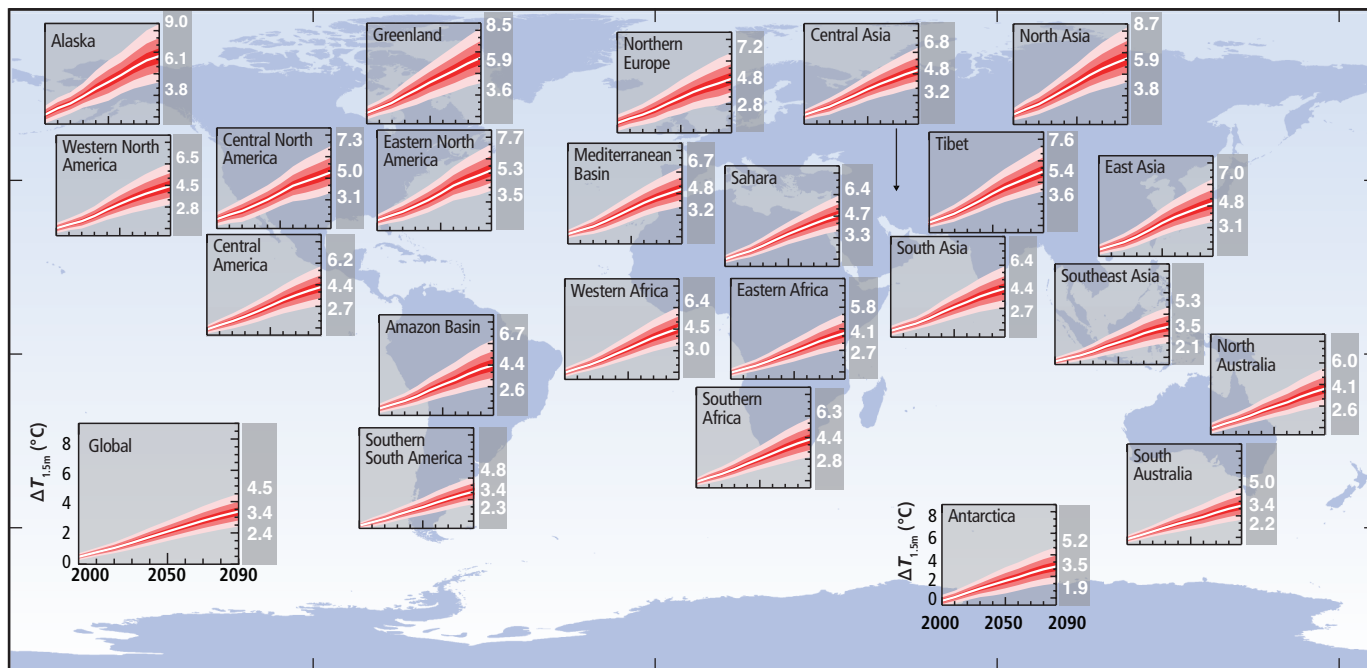 Alaska
9.0
6.1
3.8
Greenland
8.5
5.9
3.6
Northern
Europe
7.2
4.8
2.8
Central Asia
6.8
4.8
3.2
North Asia
8.7
5.9
3.8
Western North
America
6.5
4.5
2.8
Central North
America
7.3
5.0
3.1
Eastern North
America
7.7
5.3
3.5
Mediterranean
Basin
6.7
4.8
3.2
Sahara
6.4
4.7
3.3
Tibet
7.6
5.4
3.6
East Asia
7.0
4.8
3.1
Central
America
6.2
4.4
2.7
South Asia
6.4
4.4
2.7
Southeast Asia
5.3
3.5
2.1
Western Africa
6.4
4.5
3.0
Eastern Africa
5.8
4.1
2.7
Amazon Basin
6.7
4.4
2.6
North
Australia
6.0
4.1
2.6
Southern
Africa
6.3
4.4
2.8
Southern
South America
4.8
3.4
2.3
South
Australia
5.0
3.4
2.2
ΔT1.5m (°C)
8
6
4
2
0
Global
4.5
3.4
2.4
2000 2050 2090
ΔT1.5m (°C)
8
6
4
2
0
Antarctica
5.2
3.5
1.9
2000 2050 2090